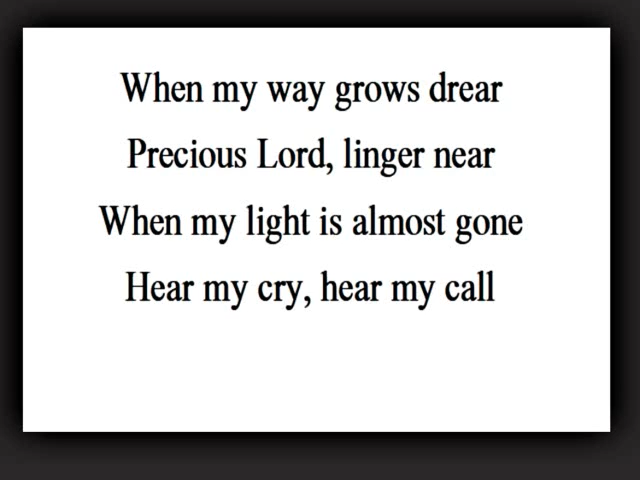 When my way grows drear
Precious Lord, linger near
When my light is almost gone
Hear my cry, hear my call